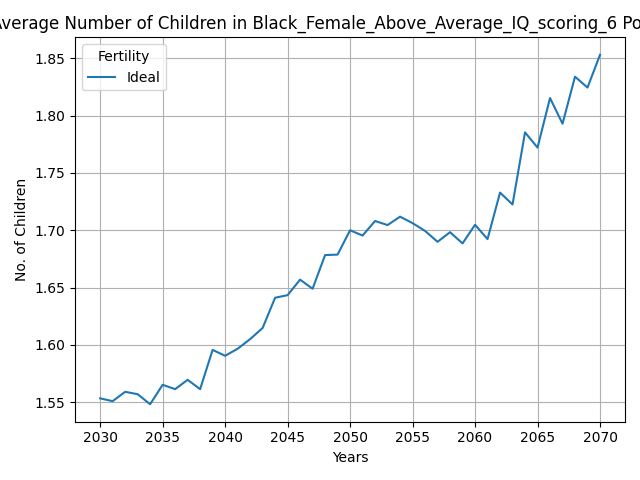 Average Number of Children in Black_Female_Above_Average_IQ_scoring_6 Po
Fertility
Ideal
No. of Children
1.85
1.80
1.75
1.70
1.65
1.60
1.55
2030 2035 2040 2045 2050 2055 2060 2065 2070
Years